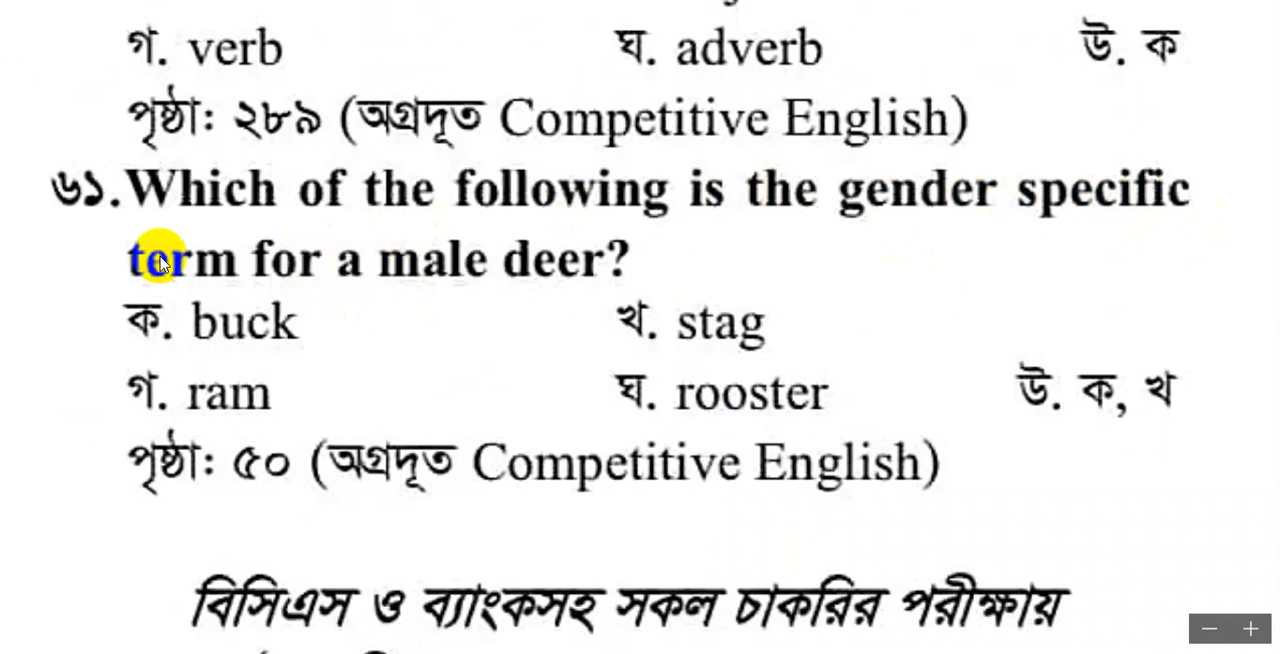 গ. verb ঘ. adverb উ. ক
পৃষ্ঠা: ২৮৯ (অগ্রদূত Competitive English)
৬১. Which of the following is the gender specific
term for a male deer?
ক. buck খ. stag
গ. ram ঘ. rooster উ. ক, খ
পৃষ্ঠা: ৫০ (অগ্রদূত Competitive English)
বিসিএস ও ব্যাংকসহ সকল চাকরির পরীক্ষায়